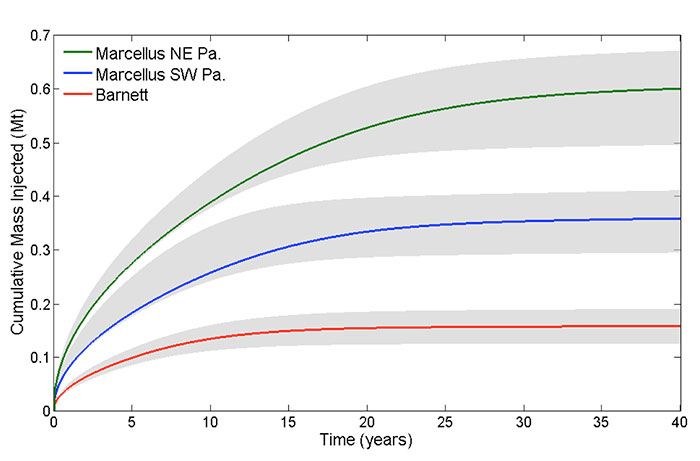 0.7
0.6
0.5
0.4
0.3
0.2
0.1
0
Cumulative Mass Injected (Mt)
Marcellus NE Pa.
Marcellus SW Pa.
Barnett
0 5 10 15 20 25 30 35 40
Time (years)